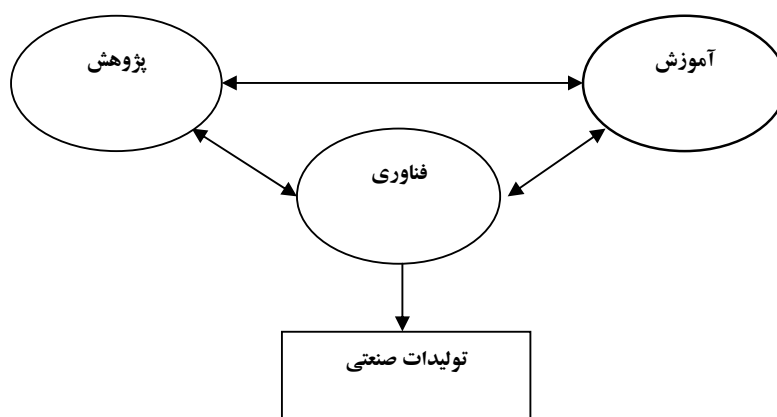 آموزش
پژوهش
فناوری
تولیدات صنعتی